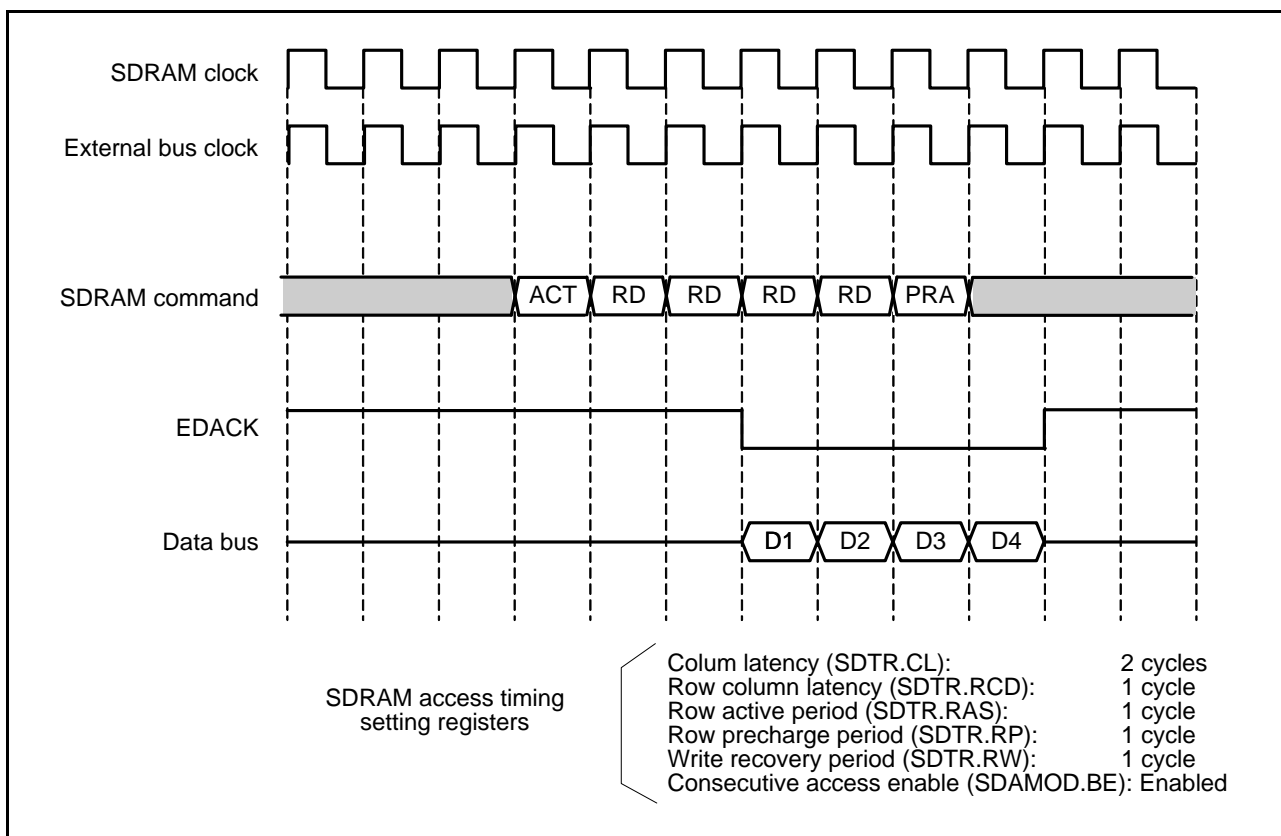 SDRAM clock
External bus clock
SDRAM command
ACT RD RD RD RD PRA
EDACK
Data bus
D1 D2 D3 D4
SDRAM access timing
setting registers
Colum latency (SDTR.CL): 2 cycles
Row column latency (SDTR.RCD): 1 cycle
Row active period (SDTR.RAS): 1 cycle
Row precharge period (SDTR.RP): 1 cycle
Write recovery period (SDTR.RW): 1 cycle
Consecutive access enable (SDAMOD.BE): Enabled